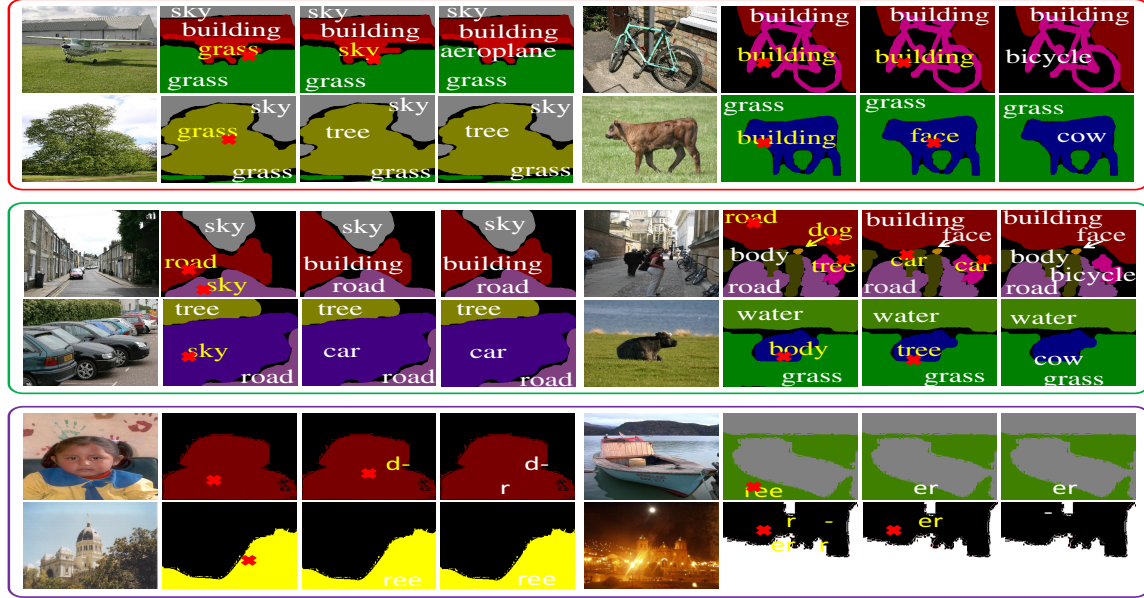 sky sky sky building building building
building building building
grass sky aeroplane building building bicycle
grass grass grass
sky sky sky grass grass grass
grass tree tree building face cow
grass grass grass
sky sky sky road building building
dog face face
road building building body car car body
sky road road tree bicycle
road road road
tree tree tree water water water
sky car car body tree cow
road road road grass grass grass
d- d-
r ree er er
r - er -
er r
ree ree